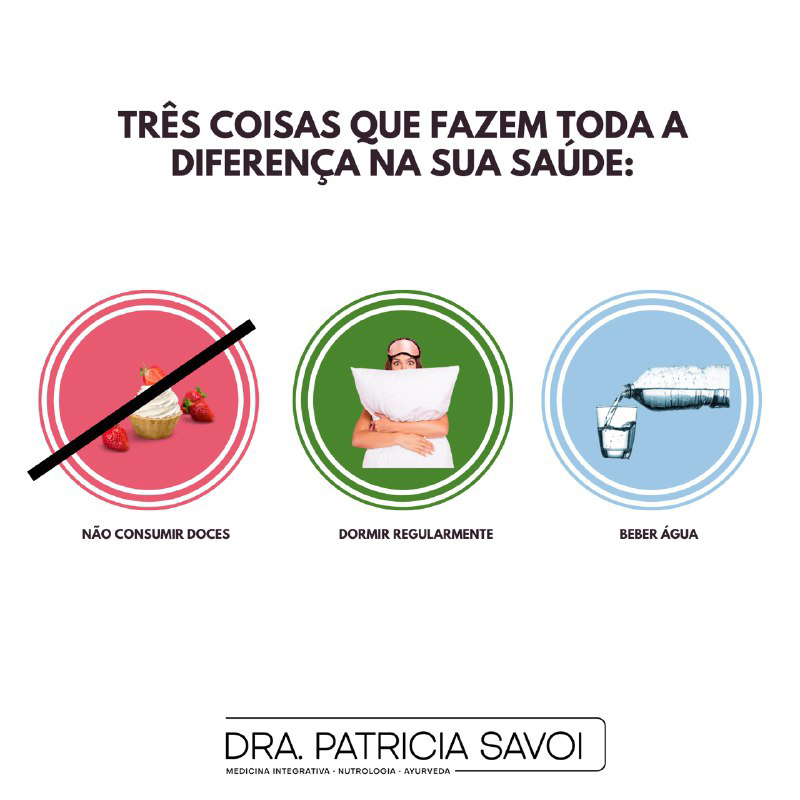 TRÊS COISAS QUE FAZEM TODA A
DIFERENÇA NA SUA SAÚDE:
NÃO CONSUMIR DOCES
DORMIR REGULARMENTE
BEBER ÁGUA
DRA. PATRICIA SAVOI
MEDICINA INTEGRATIVA · NUTROLOGIA · AYURVEDA